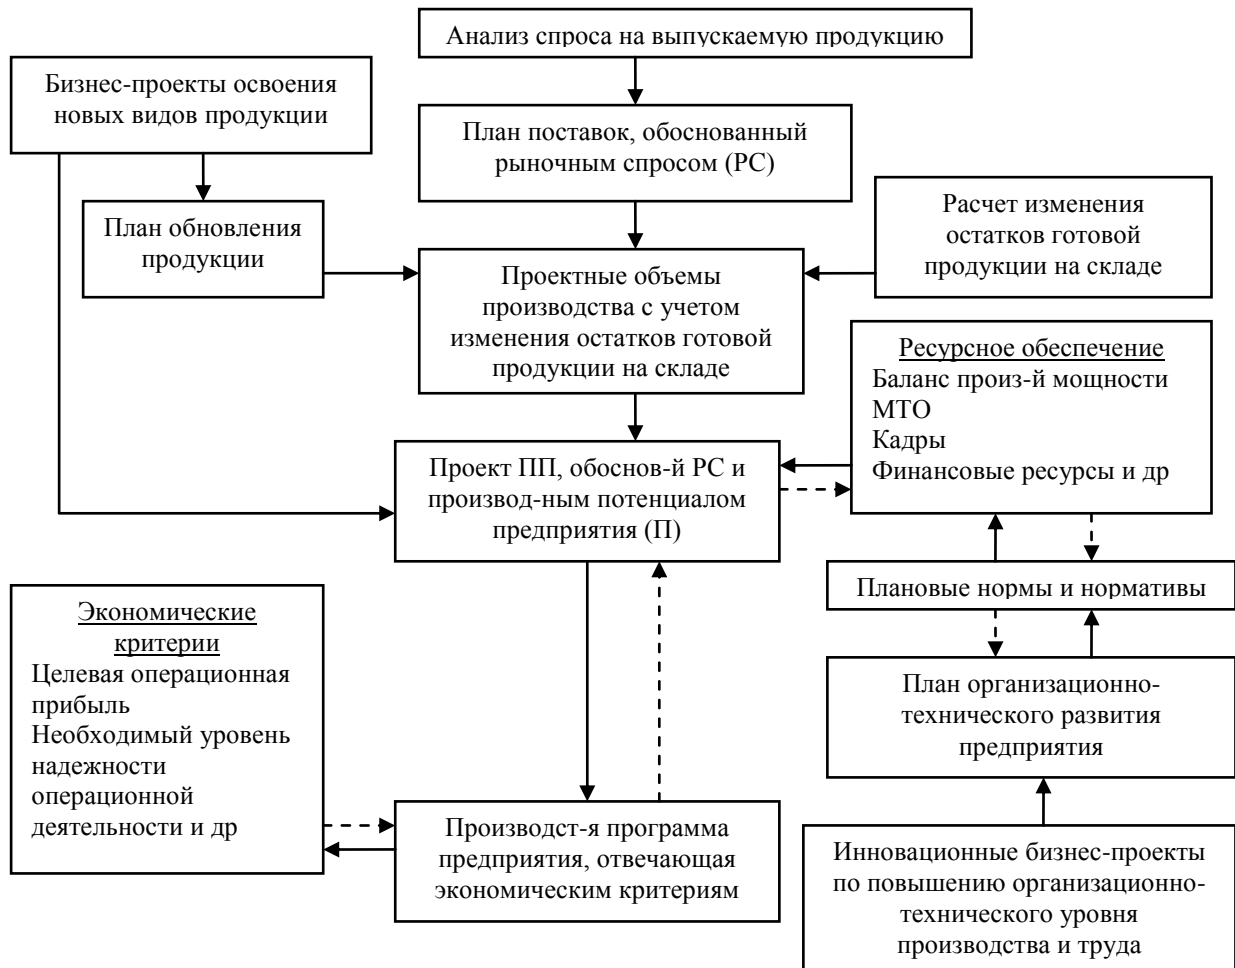 Анализ спроса на выпускаемую продукцию
Бизнес-проекты освоения
новых видов продукции
План поставок, обоснованный
рыночным спросом (РС)
План обновления
продукции
Расчет изменения
остатков готовой
продукции на складе
Проектные объемы
производства с учетом
изменения остатков готовой
продукции на складе
Ресурсное обеспечение
Баланс произ-й мощности
МТО
Кадры
Финансовые ресурсы и др
Проект ПП, обоснов-й РС и
производ-ным потенциалом
предприятия (П)
Плановые нормы и нормативы
Экономические
критерии
Целевая операционная
прибыль
Необходимый уровень
надежности
операционной
деятельности и др
План организационно-
технического развития
предприятия
Производст-я программа
предприятия, отвечающая
экономическим критериям
Инновационные бизнес-проекты
по повышению организационно-
технического уровня
производства и труда